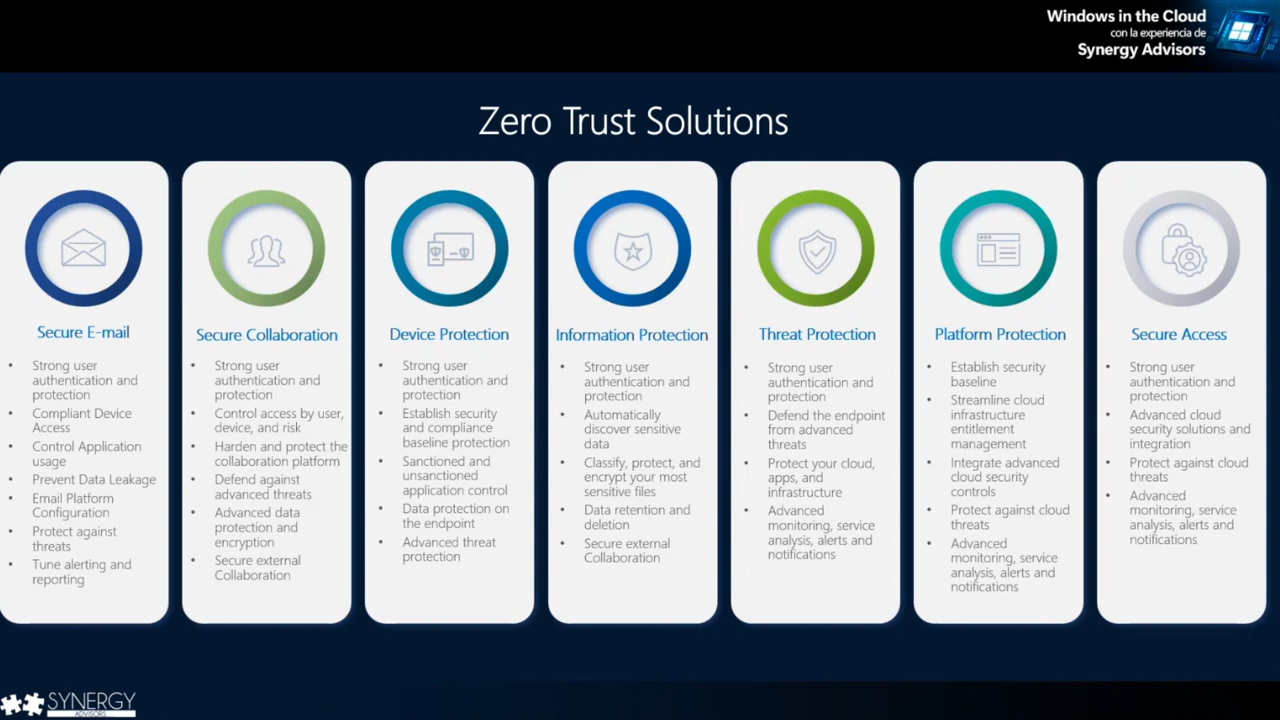 Windows in the Cloud
con la experiencia de
Synergy Advisors
Zero Trust Solutions
Secure E-mail
• Strong user
authentication and
protection
• Compliant Device
Access
• Control Application
usage
• Prevent Data Leakage
• Email Platform
Configuration
• Protect against
threats
• Tune alerting and
reporting
Secure Collaboration
• Strong user
authentication and
protection
• Control access by user,
device, and risk
• Harden and protect the
collaboration platform
• Defend against
advanced threats
• Advanced data
protection and
encryption
• Secure external
Collaboration
Device Protection
• Strong user
authentication and
protection
• Establish security
and compliance
baseline protection
• Sanctioned and
unsanctioned
application control
• Data protection on
the endpoint
• Advanced threat
protection
Information Protection
• Strong user
authentication and
protection
• Automatically
discover sensitive
data
• Classify, protect, and
encrypt your most
sensitive files
• Data retention and
deletion
• Secure external
Collaboration
Threat Protection
• Strong user
authentication and
protection
• Defend the endpoint
from advanced
threats
• Protect your cloud,
apps, and
infrastructure
• Advanced
monitoring, service
analysis, alerts and
notifications
Platform Protection
• Establish security
baseline
• Streamline cloud
infrastructure
entitlement
management
• Integrate advanced
cloud security
controls
• Protect against cloud
threats
• Advanced
monitoring, service
analysis, alerts and
notifications
Secure Access
• Strong user
authentication and
protection
• Advanced cloud
security solutions and
integration
• Protect against cloud
threats
• Advanced
monitoring, service
analysis, alerts and
notifications
SYNERGY
ADVISORS